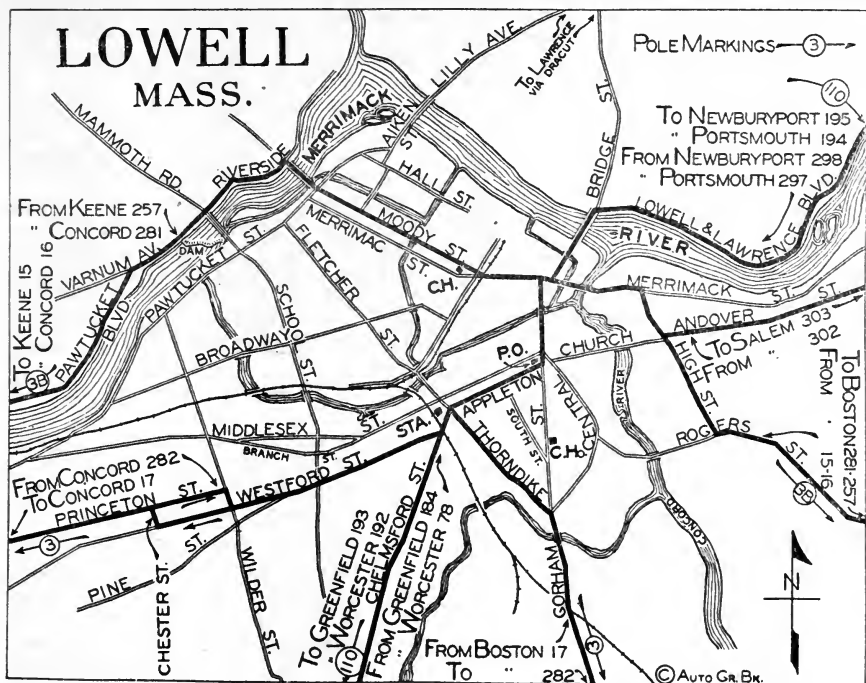 LOWELL
MASS.
POLE MARKINGS 3
110
TO NEWBURYPORT 195
" PORTSMOUTH 194
FROM NEWBURYPORT 298
" PORTSMOUTH 297
TO LAWRENCE
VIA DRACUT
LILLY AVE.
AIKEN ST.
BRIDGE ST.
MAMMOTH RD.
RIVERSIDE
MERRIMACK
HALL ST.
MOODY ST.
MERRIMAC ST.
C.H.
LOWELL & LAWRENCE BLVD.
RIVER
MERRIMACK ST.
FROM KEENE 257
" CONCORD 281
VARNUM AV.
DAM
PAWTUCKET ST.
PAWTUCKET BLVD.
TO KEENE 15
" CONCORD 16
3B
FLETCHER ST.
SCHOOL ST.
BROADWAY
P.O.
CHURCH
ANDOVER ST.
TO SALEM 303
FROM " 302
HIGH ST.
TO BOSTON 281-257
FROM " 15-16
3B
ROGERS ST.
RIVER
CONCORD
CENTRAL
SOUTH ST.
ST.
C.H.
APPLETON
THORNDIKE
STA.
MIDDLESEX ST.
BRANCH ST.
WESTFORD ST.
FROM CONCORD 282
TO CONCORD 17
PRINCETON ST.
3
PINE ST.
CHESTER ST.
WILDER ST.
TO GREENFIELD 193
" WORCESTER 192
CHELMSFORD ST.
FROM GREENFIELD 184
" WORCESTER 78
110
GORHAM
FROM BOSTON 17
TO " 282
3
N
© AUTO GR. BK.